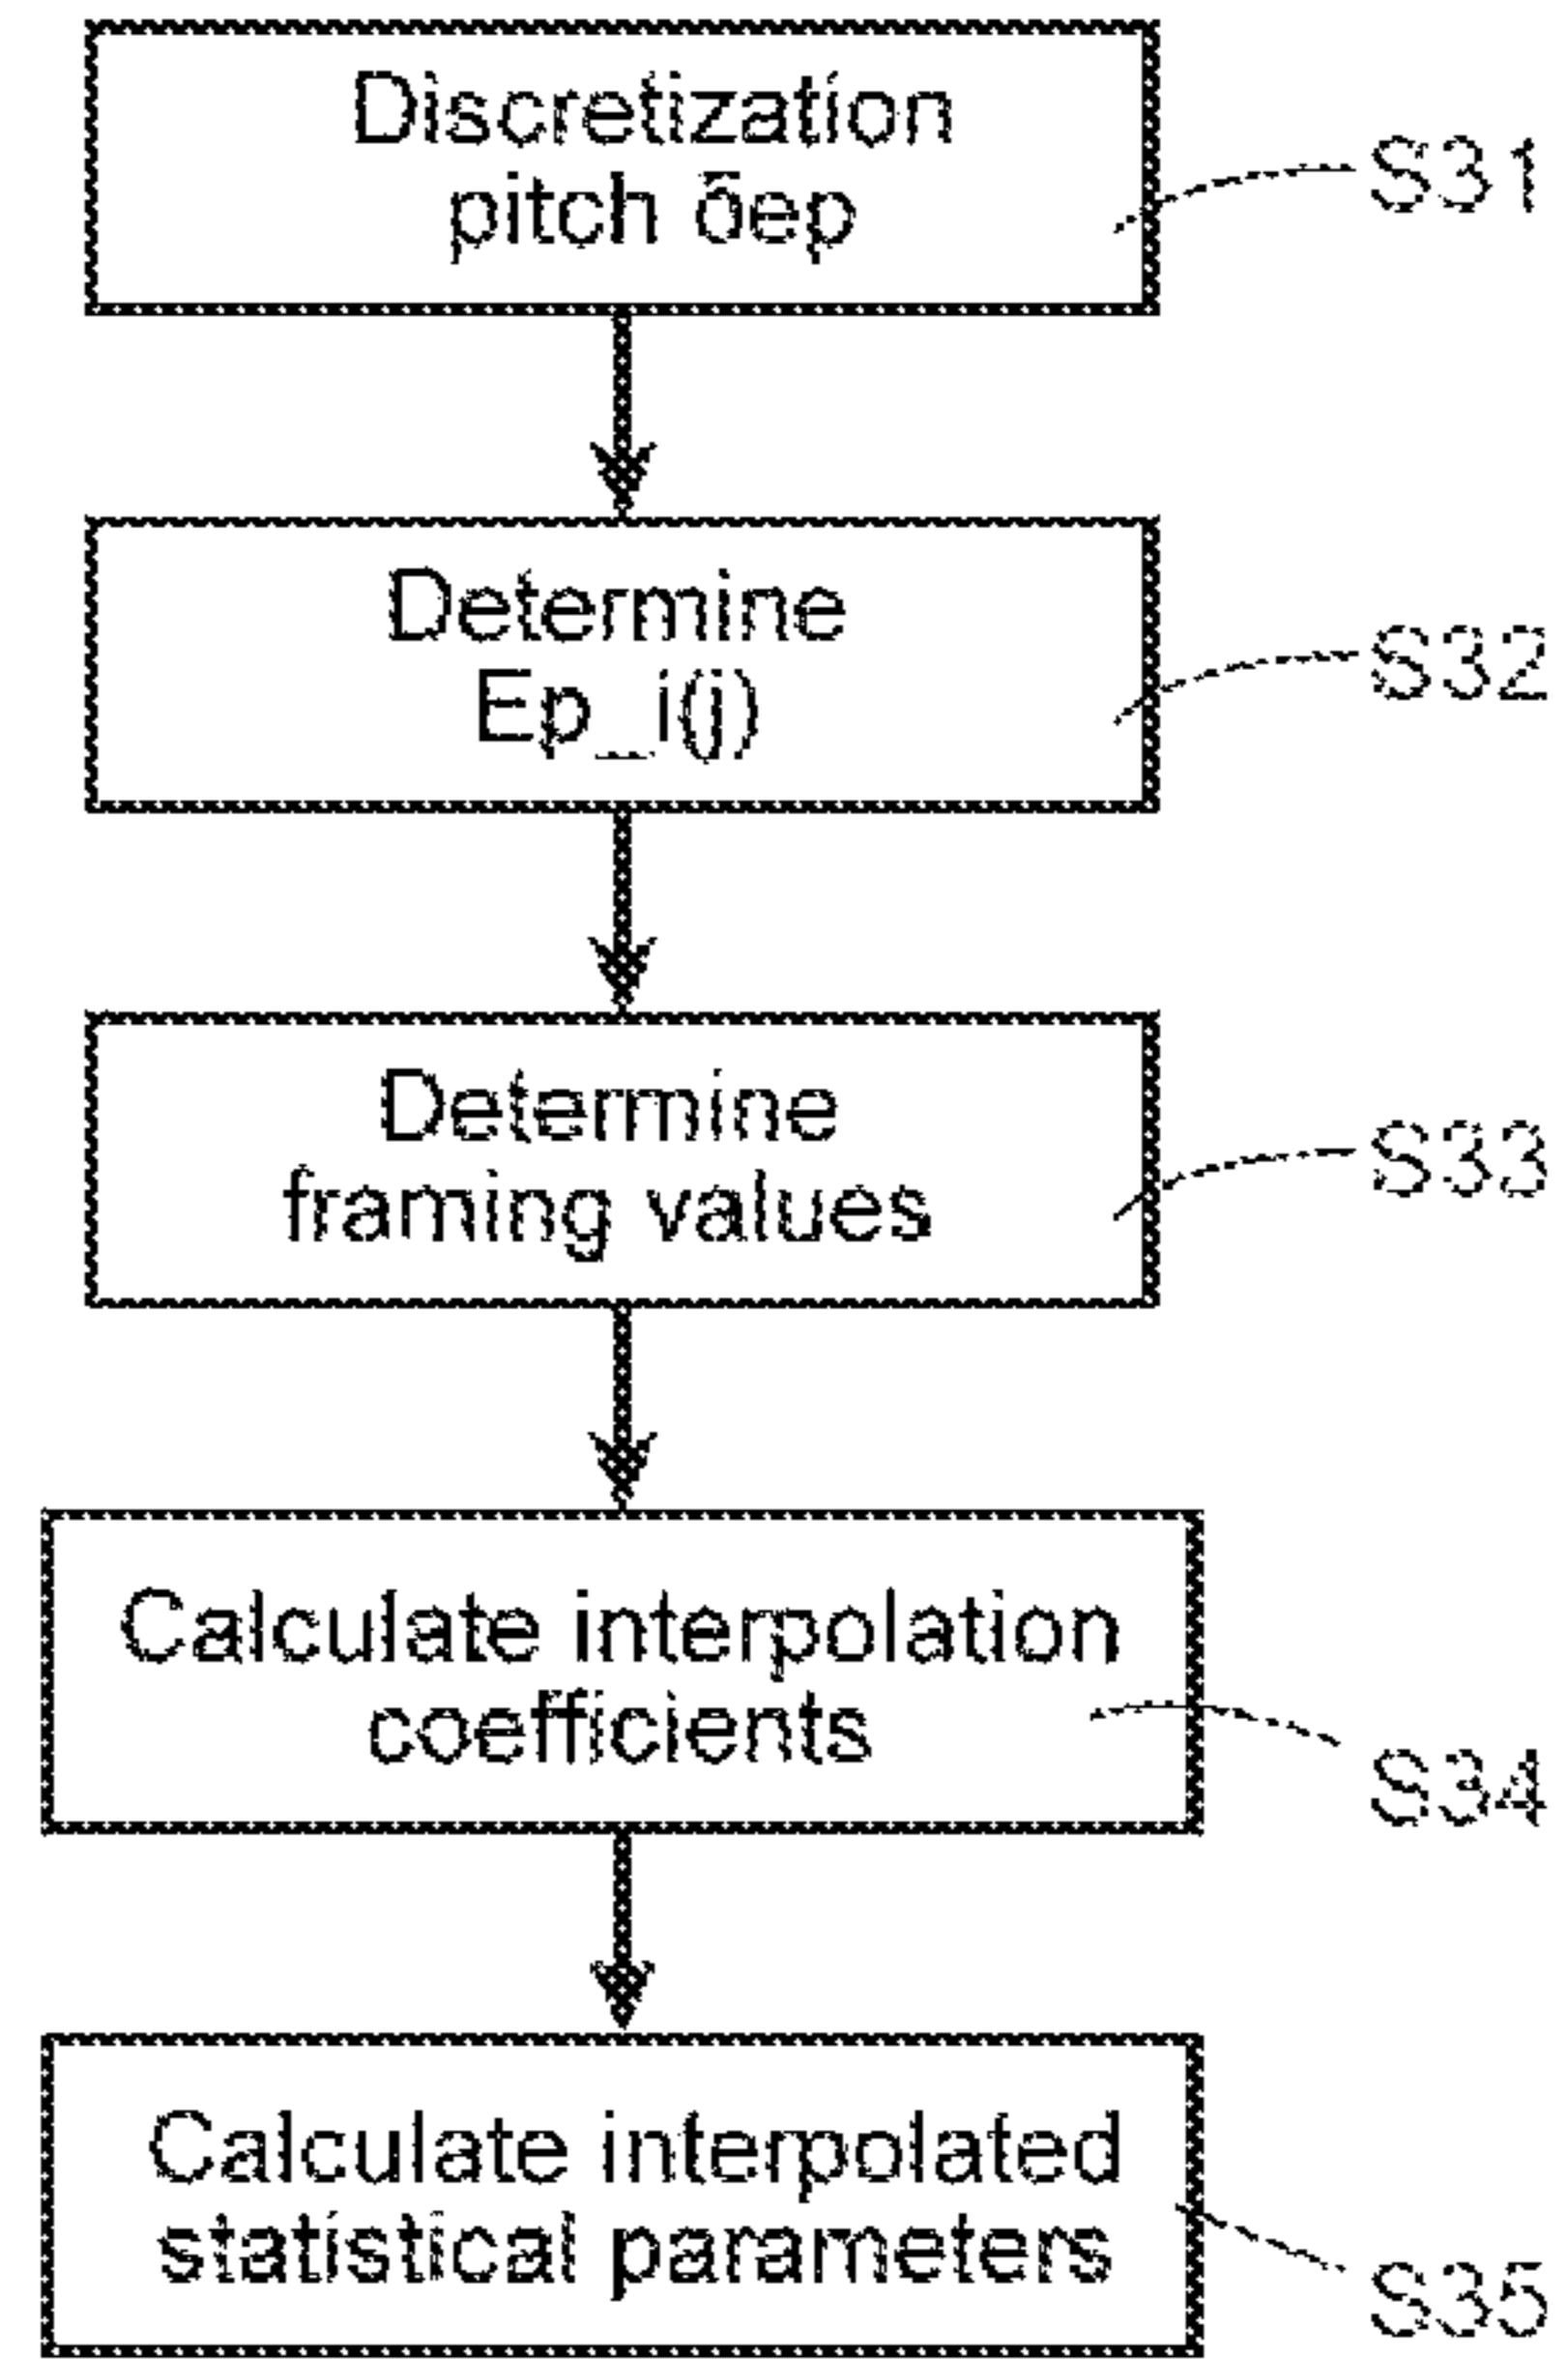 Discretization
pitch δep
S31
Determine
Ep_i(j)
S32
Determine
framing values
S33
Calculate interpolation
coefficients
S34
Calculate interpolated
statistical parameters
S35